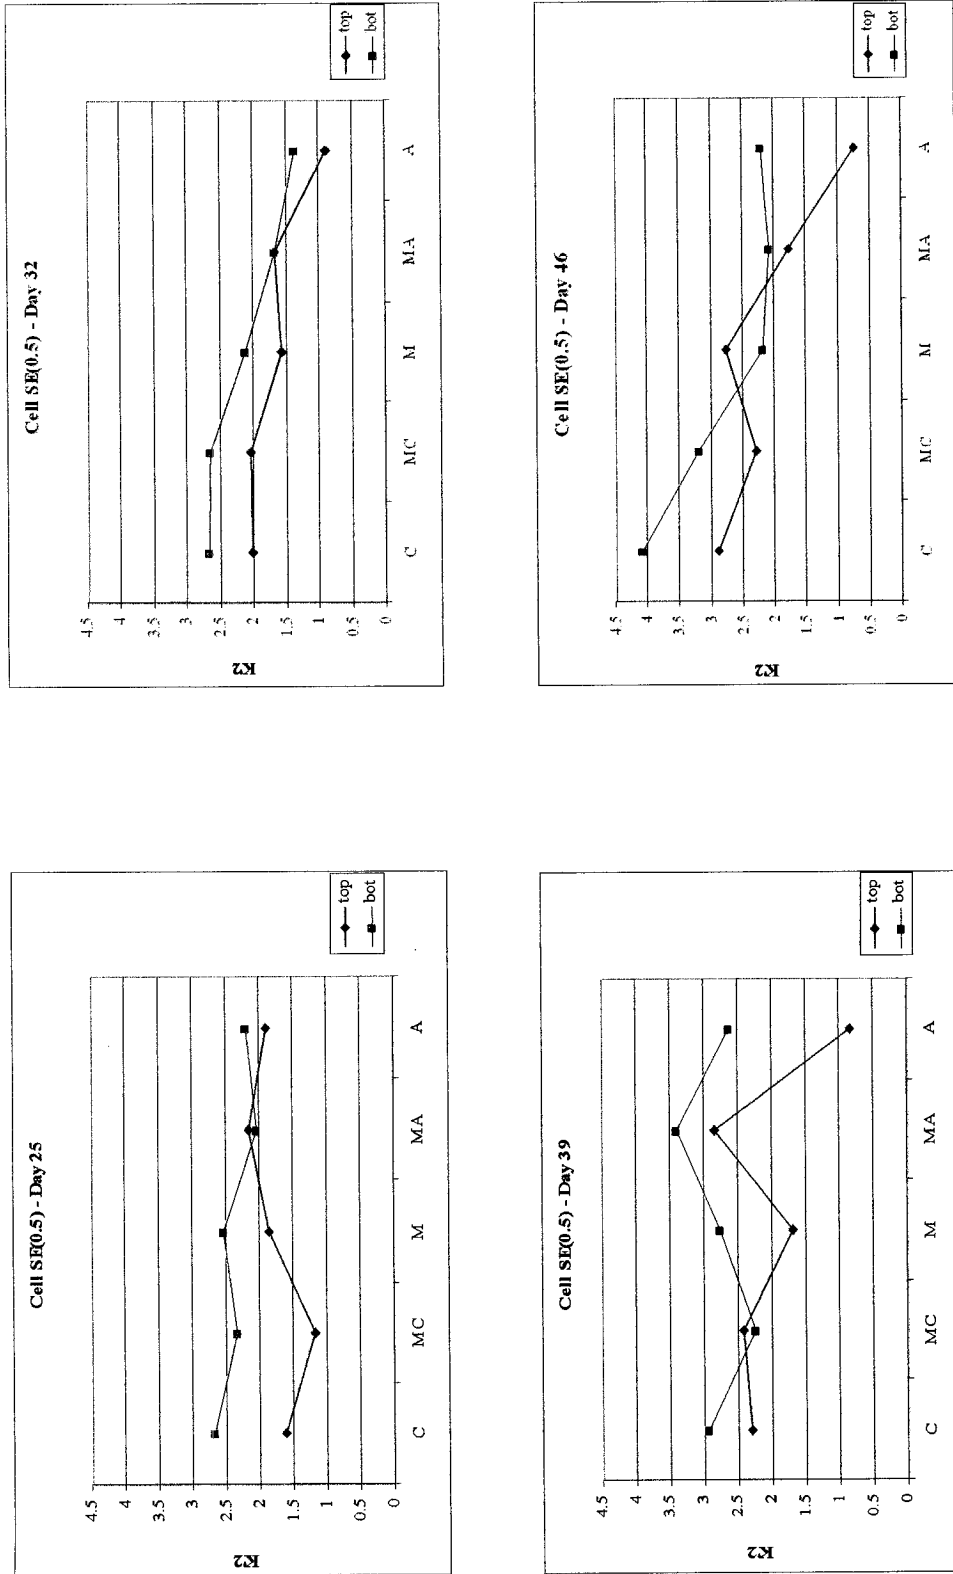 Cell SE(0.5) - Day 25
4.5
4
3.5
3
2.5
2
1.5
1
0.5
0
K2
C
MC
M
MA
A
top
bot
Cell SE(0.5) - Day 32
4.5
4
3.5
3
2.5
2
1.5
1
0.5
0
K2
C
MC
M
MA
A
top
bot
Cell SE(0.5) - Day 39
4.5
4
3.5
3
2.5
2
1.5
1
0.5
0
K2
C
MC
M
MA
A
top
bot
Cell SE(0.5) - Day 46
4.5
4
3.5
3
2.5
2
1.5
1
0.5
0
K2
C
MC
M
MA
A
top
bot